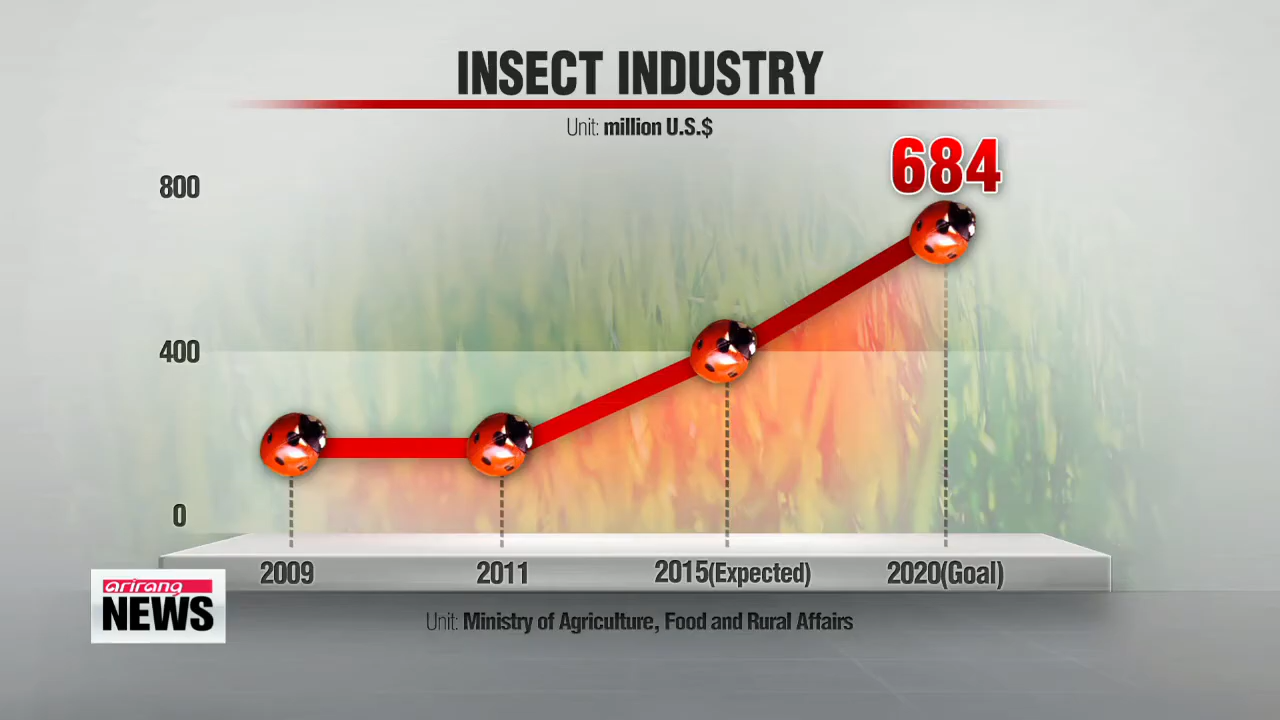 INSECT INDUSTRY
Unit: million U.S.$
684
800
400
0
2009 2011 2015(Expected) 2020(Goal)
arirang
NEWS
Unit: Ministry of Agriculture, Food and Rural Affairs